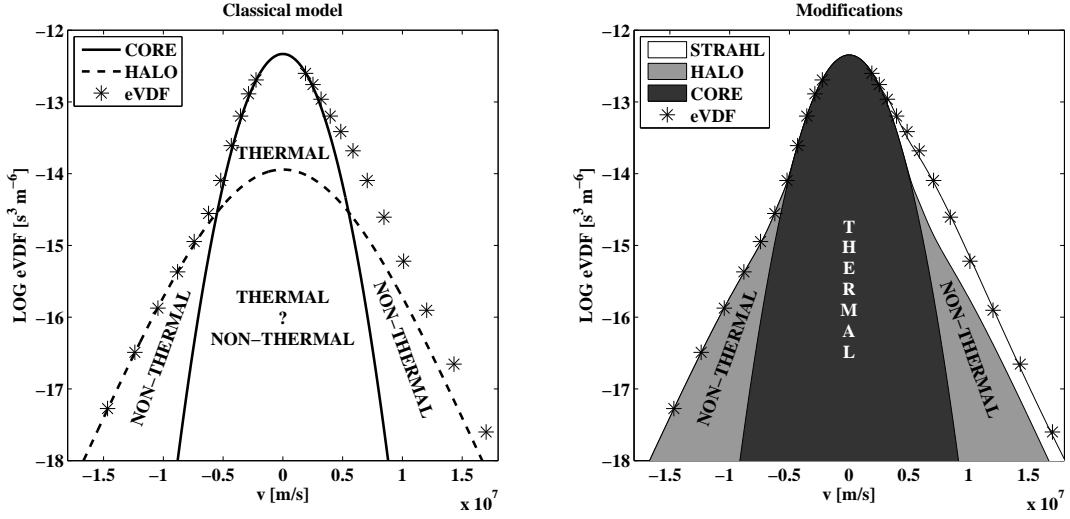 Classical model
−12
−13
−14
−15
−16
−17
−18
LOG eVDF [s³ m⁻⁶]
CORE
HALO
eVDF
THERMAL
THERMAL
?
NON−THERMAL
NON−THERMAL
NON−THERMAL
−1.5
−1
−0.5
0
0.5
1
1.5
v [m/s]
x 10⁷
Modifications
−12
−13
−14
−15
−16
−17
−18
LOG eVDF [s³ m⁻⁶]
STRAHL
HALO
CORE
eVDF
THERMAL
NON−THERMAL
NON−THERMAL
−1.5
−1
−0.5
0
0.5
1
1.5
v [m/s]
x 10⁷